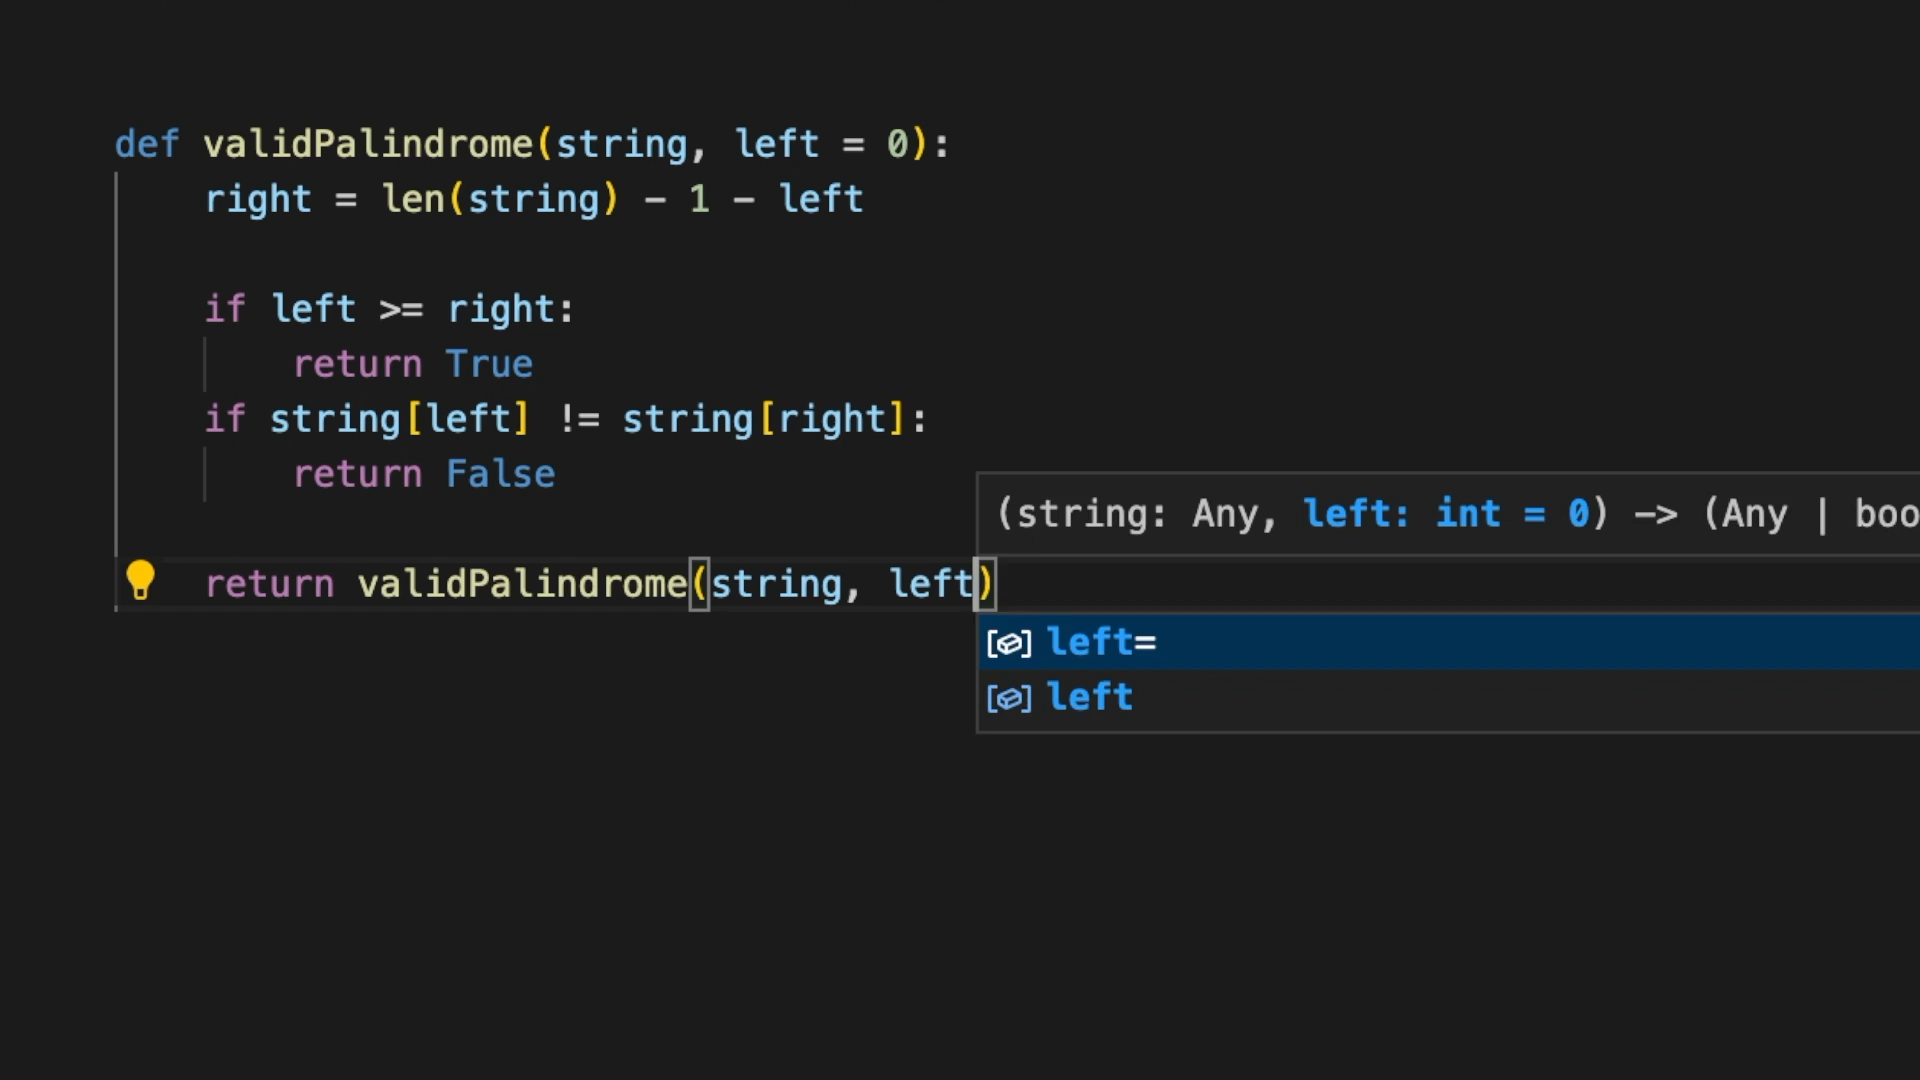 def validPalindrome(string, left = 0):
right = len(string) - 1 - left
if left >= right:
return True
if string[left] != string[right]:
return False
(string: Any, left: int = 0) -> (Any | boo
return validPalindrome(string, left)
left=
left